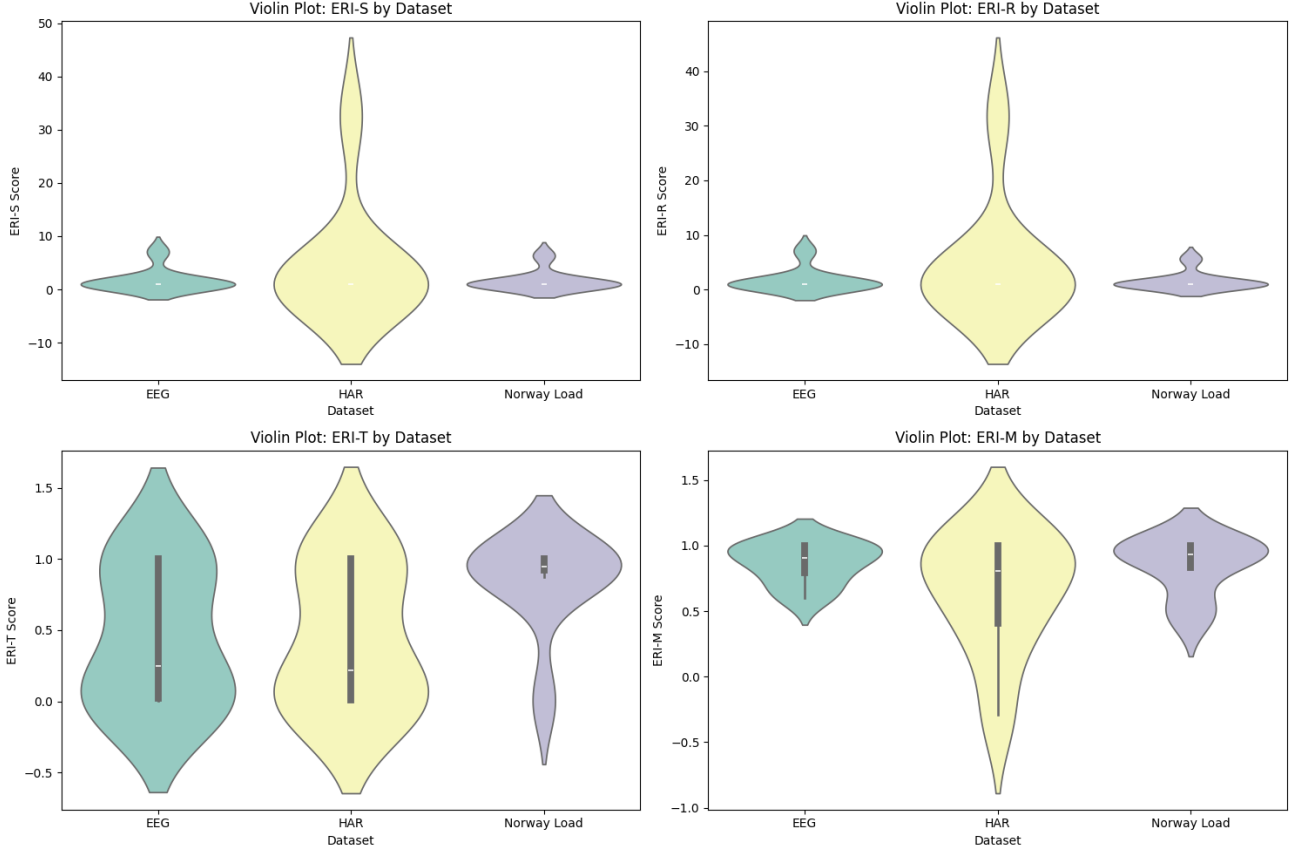 Violin Plot: ERI-S by Dataset
50
40
30
20
10
0
−10
ERI-S Score
EEG
HAR
Norway Load
Dataset
Violin Plot: ERI-R by Dataset
40
30
20
10
0
−10
ERI-R Score
EEG
HAR
Norway Load
Dataset
Violin Plot: ERI-T by Dataset
1.5
1.0
0.5
0.0
−0.5
ERI-T Score
EEG
HAR
Norway Load
Dataset
Violin Plot: ERI-M by Dataset
1.5
1.0
0.5
0.0
−0.5
−1.0
ERI-M Score
EEG
HAR
Norway Load
Dataset